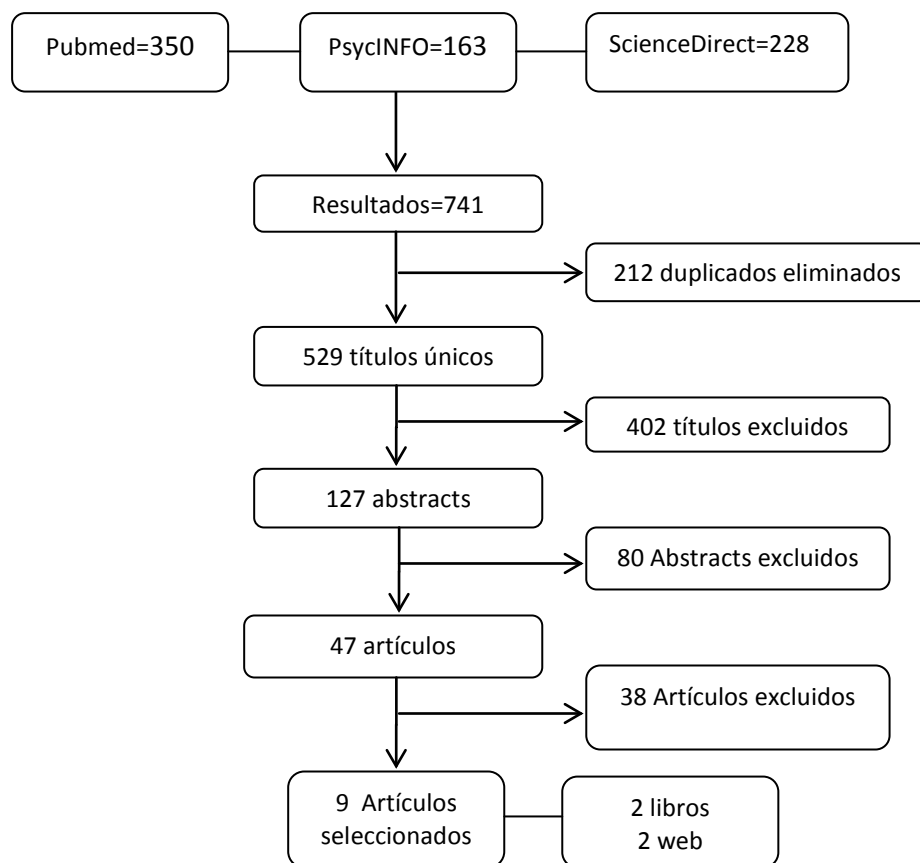 Pubmed=350
PsycINFO=163
ScienceDirect=228
Resultados=741
212 duplicados eliminados
529 títulos únicos
402 títulos excluidos
127 abstracts
80 Abstracts excluidos
47 artículos
38 Artículos excluidos
9 Artículos
seleccionados
2 libros
2 web